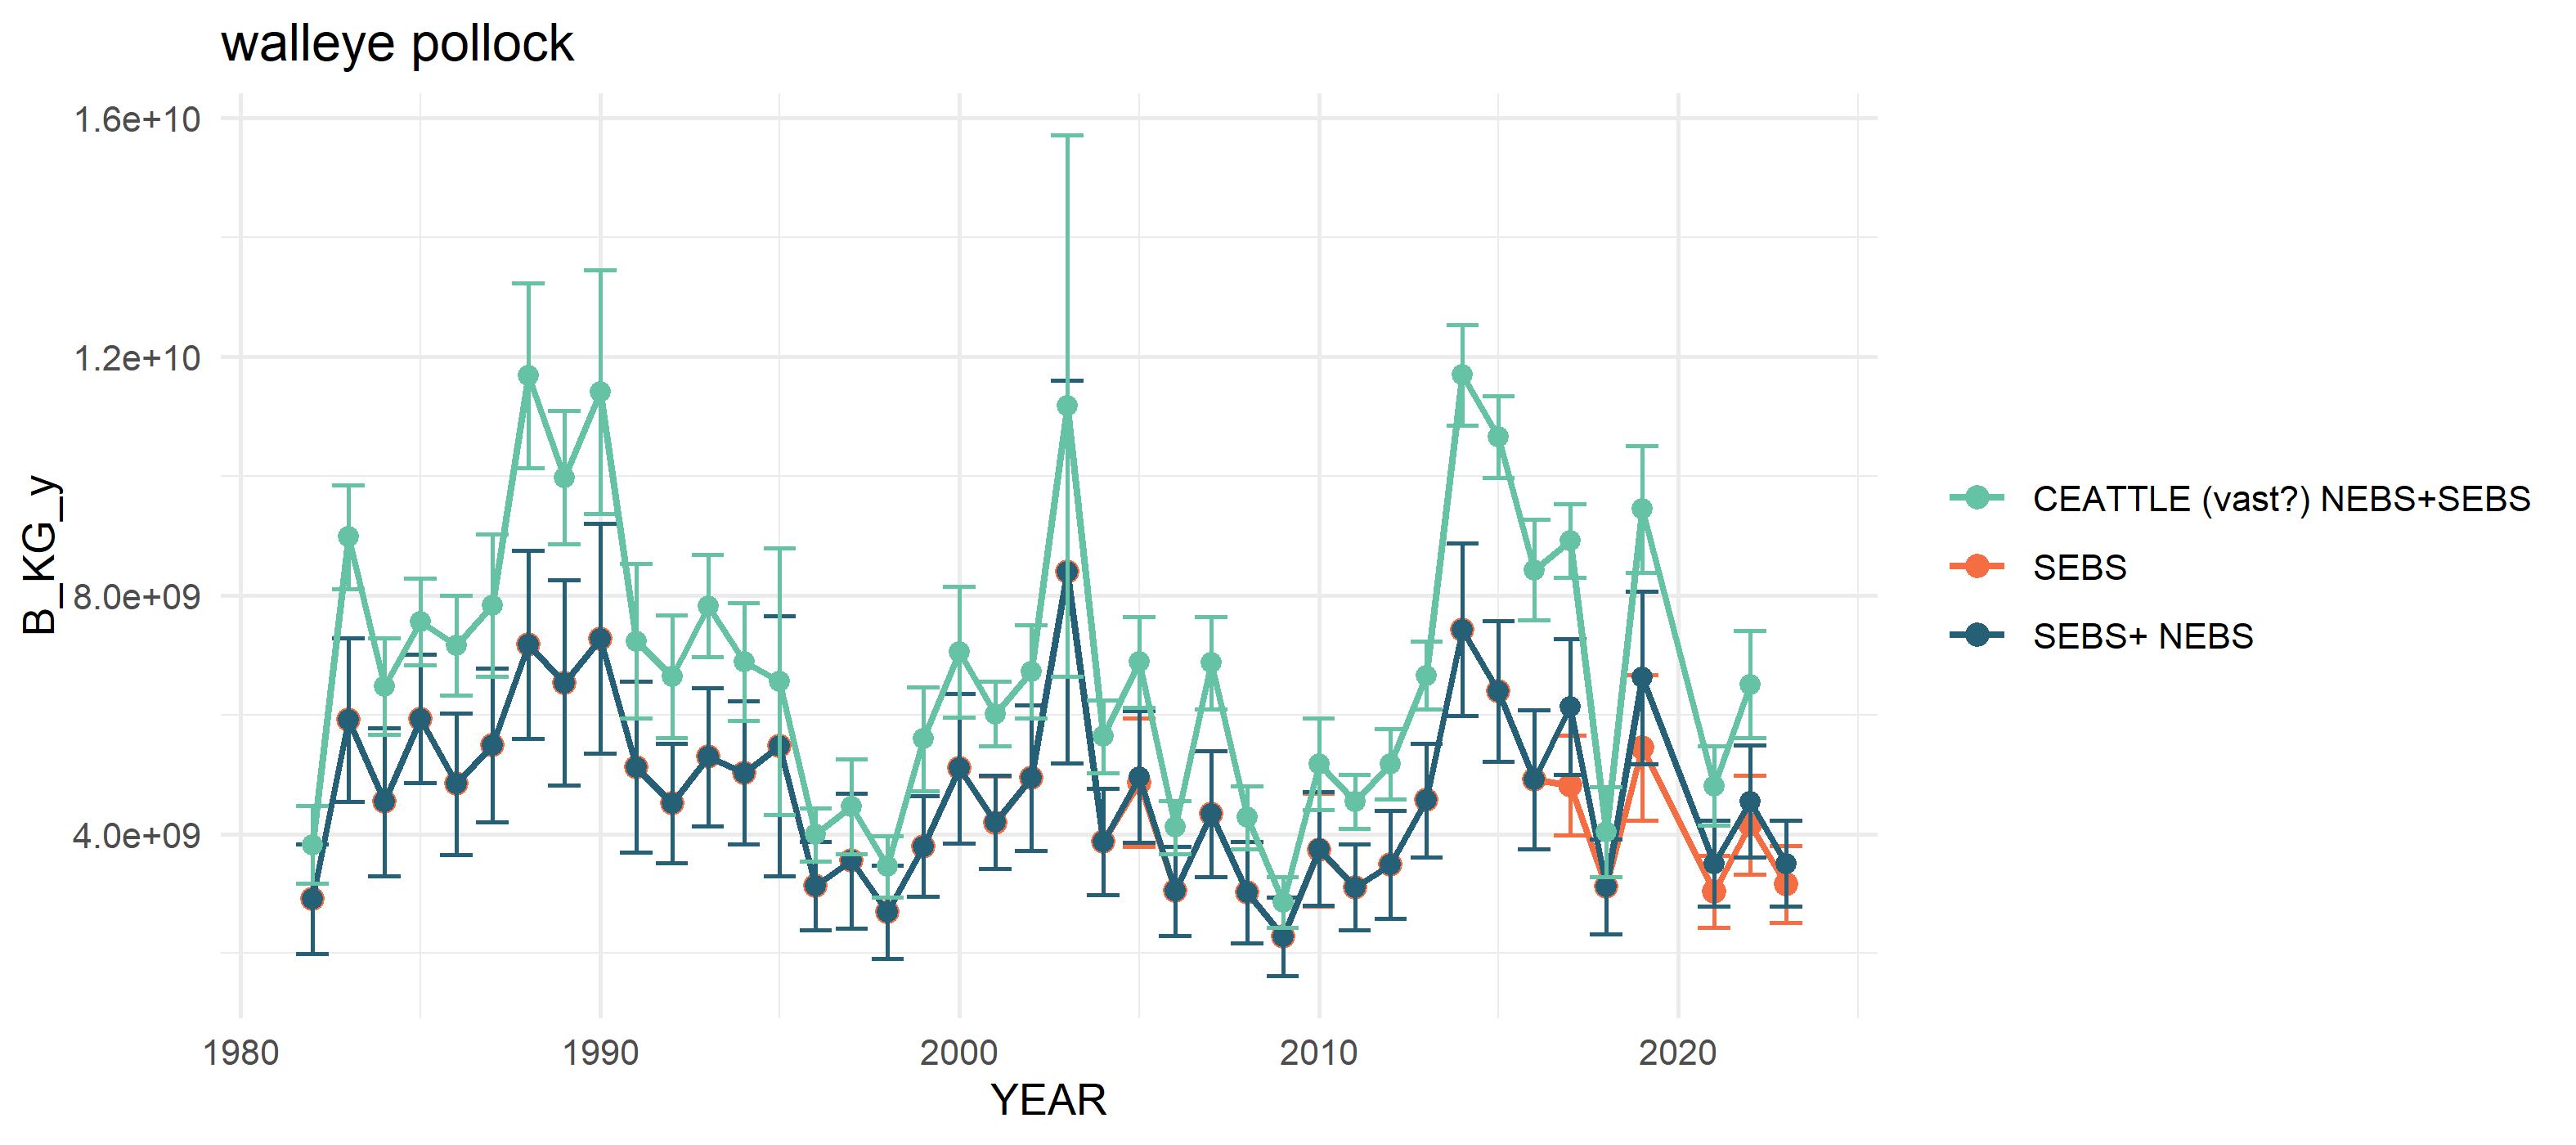 walleye pollock
1.6e+10
1.2e+10
8.0e+09
4.0e+09
B_KG_y
1980
1990
2000
2010
2020
YEAR
CEATTLE (vast?) NEBS+SEBS
SEBS
SEBS+ NEBS